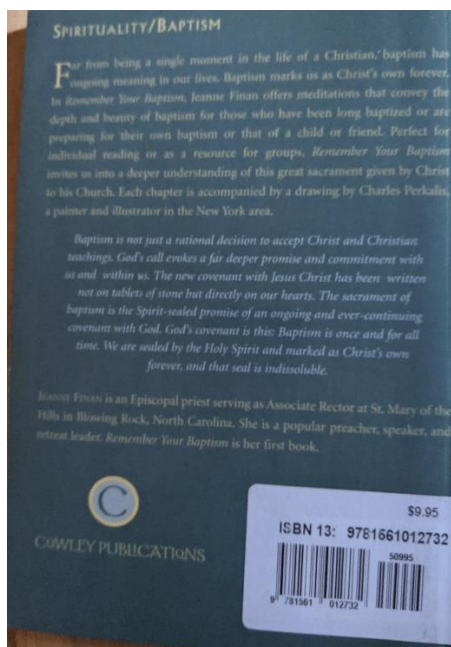 SPIRITUALITY/BAPTISM
Far from being a single moment in the life of a Christian, baptism has
ongoing meaning in our lives. Baptism marks us as Christ's own forever.
In Remember Your Baptism, Jeanne Finan offers meditations that convey the
depth and beauty of baptism for those who have been long baptized or are
preparing for their own baptism or that of a child or friend. Perfect for
individual reading or as a resource for groups, Remember Your Baptism
invites us into a deeper understanding of this great sacrament given by Christ
to his Church. Each chapter is accompanied by a drawing by Charles Perkalis,
a painter and illustrator in the New York area.
Baptism is not just a rational decision to accept Christ and Christian
teachings. God's call evokes a far deeper promise and commitment with
us and within us. The new covenant with Jesus Christ has been written
not on tablets of stone but directly on our hearts. The sacrament of
baptism is the Spirit-sealed promise of an ongoing and ever-continuing
covenant with God. God's covenant is this: Baptism is once and for all
time. We are sealed by the Holy Spirit and marked as Christ's own
forever, and that seal is indissoluble.
JEANNE FINAN is an Episcopal priest serving as Associate Rector at St. Mary of the
Hills in Blowing Rock, North Carolina. She is a popular preacher, speaker, and
retreat leader. Remember Your Baptism is her first book.
C
COWLEY PUBLICATIONS
$9.95
ISBN 13: 9781561012732
50995
9 781561 012732